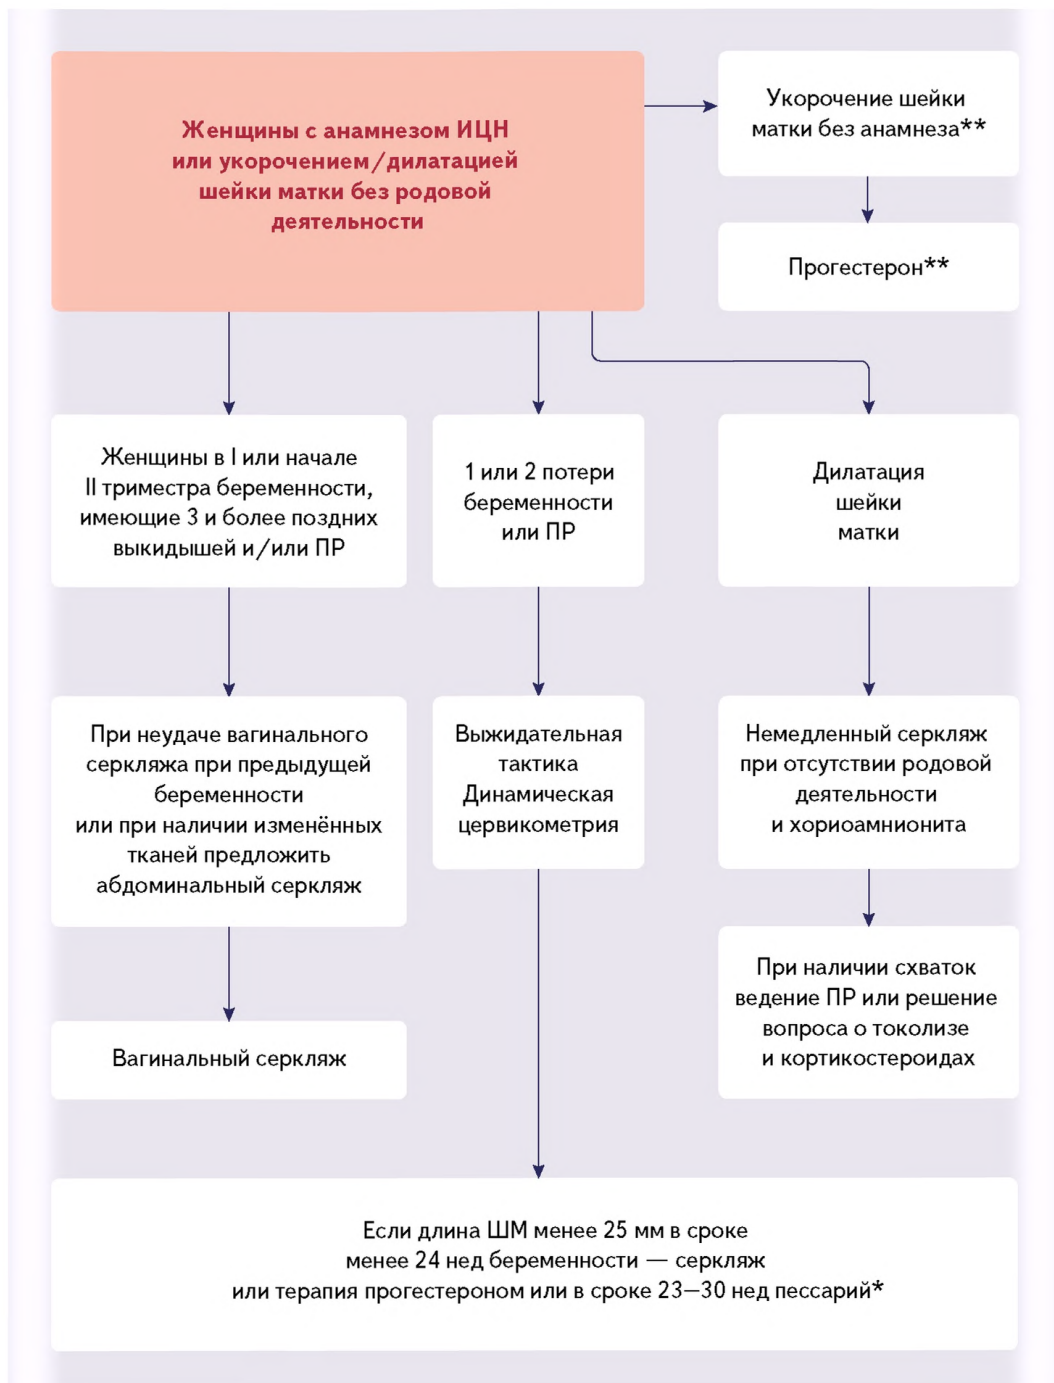 Женщины с анамнезом ИЦН
или укорочением/дилатацией
шейки матки без родовой
деятельности
Укорочение шейки
матки без анамнеза**
Прогестерон**
Женщины в I или начале
II триместра беременности,
имеющие 3 и более поздних
выкидышей и/или ПР
1 или 2 потери
беременности
или ПР
Дилатация
шейки
матки
При неудаче вагинального
серкляжа при предыдущей
беременности
или при наличии изменённых
тканей предложить
абдоминальный серкляж
Выжидательная
тактика
Динамическая
цервикометрия
Немедленный серкляж
при отсутствии родовой
деятельности
и хориоамнионита
При наличии схваток
ведение ПР или решение
вопроса о токолизе
и кортикостероидах
Вагинальный серкляж
Если длина ШМ менее 25 мм в сроке
менее 24 нед беременности — серкляж
или терапия прогестероном или в сроке 23–30 нед пессарий*